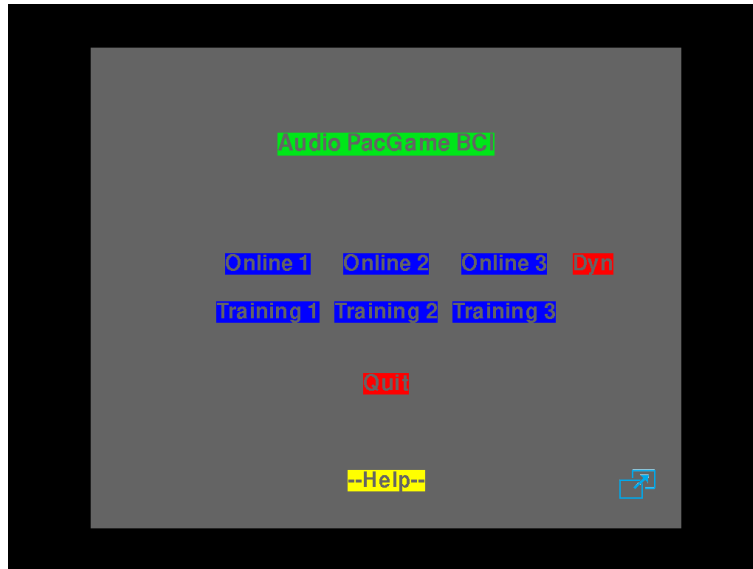 Audio PacGame BCI
Online 1 Online 2 Online 3 Dyn
Training 1 Training 2 Training 3
Quit
--Help--